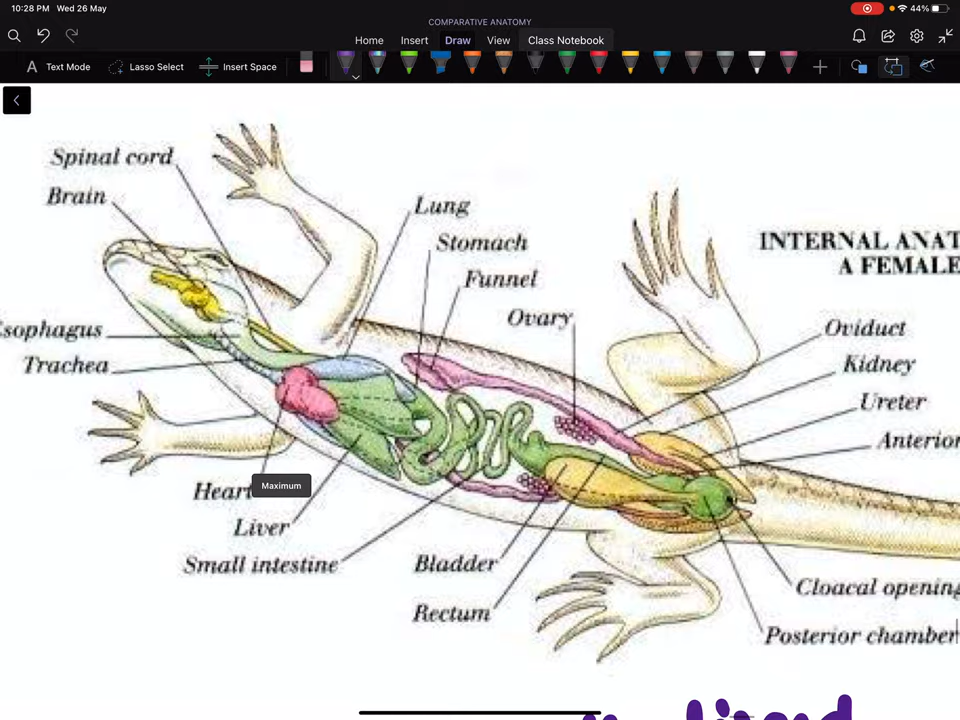 10:28 PM Wed 26 May
44%
COMPARATIVE ANATOMY
Home Insert Draw View Class Notebook
A Text Mode Lasso Select Insert Space
Spinal cord
Brain
Lung
Stomach
Funnel
Ovary
INTERNAL ANAT
A FEMALE
Esophagus
Trachea
Oviduct
Kidney
Ureter
Anterior
Heart
Maximum
Liver
Small intestine
Bladder
Rectum
Cloacal opening
Posterior chamber